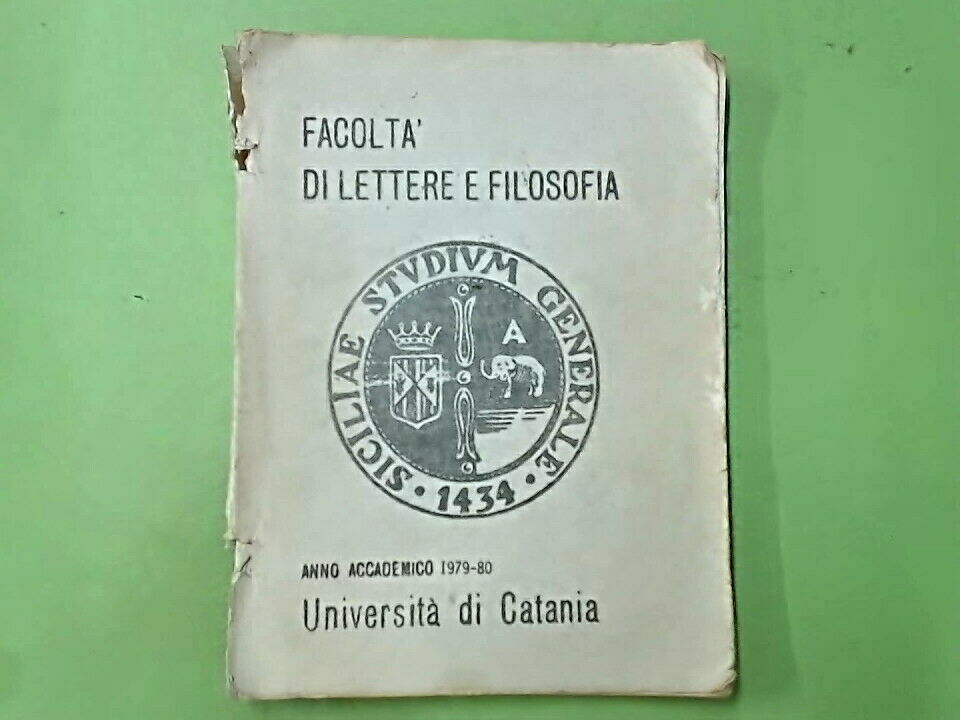 FACOLTA'
DI LETTERE E FILOSOFIA
SICILIAE STVDIVM GENERALE
A
· 1434 ·
ANNO ACCADEMICO 1979-80
Università di Catania